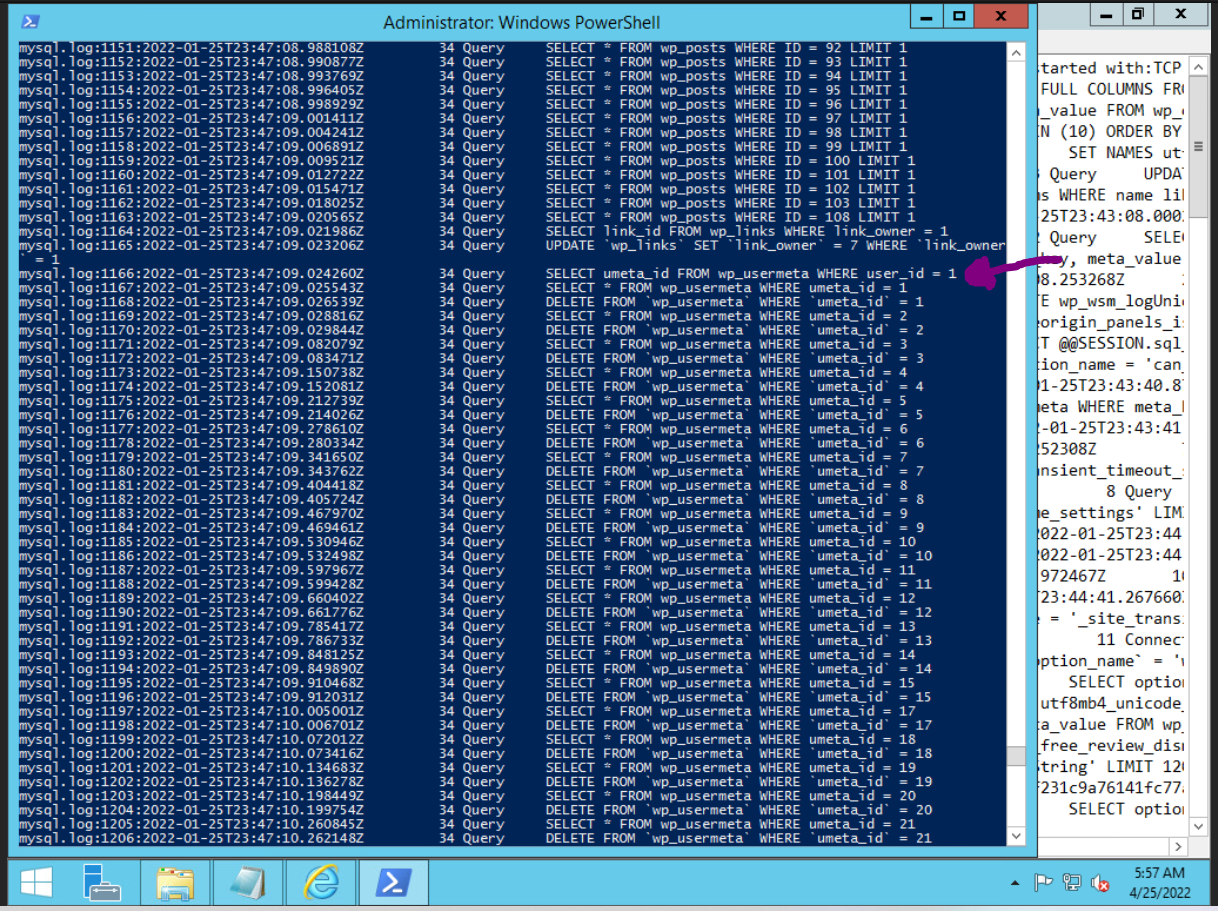 Administrator: Windows PowerShell
mysql.log:1151:2022-01-25T23:47:08.988108Z 34 Query SELECT * FROM wp_posts WHERE ID = 92 LIMIT 1
mysql.log:1152:2022-01-25T23:47:08.990877Z 34 Query SELECT * FROM wp_posts WHERE ID = 93 LIMIT 1
mysql.log:1153:2022-01-25T23:47:08.993769Z 34 Query SELECT * FROM wp_posts WHERE ID = 94 LIMIT 1
mysql.log:1154:2022-01-25T23:47:08.996405Z 34 Query SELECT * FROM wp_posts WHERE ID = 95 LIMIT 1
mysql.log:1155:2022-01-25T23:47:08.998929Z 34 Query SELECT * FROM wp_posts WHERE ID = 96 LIMIT 1
mysql.log:1156:2022-01-25T23:47:09.001411Z 34 Query SELECT * FROM wp_posts WHERE ID = 97 LIMIT 1
mysql.log:1157:2022-01-25T23:47:09.004241Z 34 Query SELECT * FROM wp_posts WHERE ID = 98 LIMIT 1
mysql.log:1158:2022-01-25T23:47:09.006891Z 34 Query SELECT * FROM wp_posts WHERE ID = 99 LIMIT 1
mysql.log:1159:2022-01-25T23:47:09.009521Z 34 Query SELECT * FROM wp_posts WHERE ID = 100 LIMIT 1
mysql.log:1160:2022-01-25T23:47:09.012722Z 34 Query SELECT * FROM wp_posts WHERE ID = 101 LIMIT 1
mysql.log:1161:2022-01-25T23:47:09.015471Z 34 Query SELECT * FROM wp_posts WHERE ID = 102 LIMIT 1
mysql.log:1162:2022-01-25T23:47:09.018025Z 34 Query SELECT * FROM wp_posts WHERE ID = 103 LIMIT 1
mysql.log:1163:2022-01-25T23:47:09.020565Z 34 Query SELECT * FROM wp_posts WHERE ID = 108 LIMIT 1
mysql.log:1164:2022-01-25T23:47:09.021986Z 34 Query SELECT link_id FROM wp_links WHERE link_owner = 1
mysql.log:1165:2022-01-25T23:47:09.023206Z 34 Query UPDATE `wp_links` SET `link_owner` = 7 WHERE `link_owner
` = 1
mysql.log:1166:2022-01-25T23:47:09.024260Z 34 Query SELECT umeta_id FROM wp_usermeta WHERE user_id = 1
mysql.log:1167:2022-01-25T23:47:09.025543Z 34 Query SELECT * FROM wp_usermeta WHERE umeta_id = 1
mysql.log:1168:2022-01-25T23:47:09.026539Z 34 Query DELETE FROM `wp_usermeta` WHERE `umeta_id` = 1
mysql.log:1169:2022-01-25T23:47:09.028816Z 34 Query SELECT * FROM wp_usermeta WHERE umeta_id = 2
mysql.log:1170:2022-01-25T23:47:09.029844Z 34 Query DELETE FROM `wp_usermeta` WHERE `umeta_id` = 2
mysql.log:1171:2022-01-25T23:47:09.082079Z 34 Query SELECT * FROM wp_usermeta WHERE umeta_id = 3
mysql.log:1172:2022-01-25T23:47:09.083471Z 34 Query DELETE FROM `wp_usermeta` WHERE `umeta_id` = 3
mysql.log:1173:2022-01-25T23:47:09.150738Z 34 Query SELECT * FROM wp_usermeta WHERE umeta_id = 4
mysql.log:1174:2022-01-25T23:47:09.152081Z 34 Query DELETE FROM `wp_usermeta` WHERE `umeta_id` = 4
mysql.log:1175:2022-01-25T23:47:09.212739Z 34 Query SELECT * FROM wp_usermeta WHERE umeta_id = 5
mysql.log:1176:2022-01-25T23:47:09.214026Z 34 Query DELETE FROM `wp_usermeta` WHERE `umeta_id` = 5
mysql.log:1177:2022-01-25T23:47:09.278610Z 34 Query SELECT * FROM wp_usermeta WHERE umeta_id = 6
mysql.log:1178:2022-01-25T23:47:09.280334Z 34 Query DELETE FROM `wp_usermeta` WHERE `umeta_id` = 6
mysql.log:1179:2022-01-25T23:47:09.341650Z 34 Query SELECT * FROM wp_usermeta WHERE umeta_id = 7
mysql.log:1180:2022-01-25T23:47:09.343762Z 34 Query DELETE FROM `wp_usermeta` WHERE `umeta_id` = 7
mysql.log:1181:2022-01-25T23:47:09.404418Z 34 Query SELECT * FROM wp_usermeta WHERE umeta_id = 8
mysql.log:1182:2022-01-25T23:47:09.405724Z 34 Query DELETE FROM `wp_usermeta` WHERE `umeta_id` = 8
mysql.log:1183:2022-01-25T23:47:09.467970Z 34 Query SELECT * FROM wp_usermeta WHERE umeta_id = 9
mysql.log:1184:2022-01-25T23:47:09.469461Z 34 Query DELETE FROM `wp_usermeta` WHERE `umeta_id` = 9
mysql.log:1185:2022-01-25T23:47:09.530946Z 34 Query SELECT * FROM wp_usermeta WHERE umeta_id = 10
mysql.log:1186:2022-01-25T23:47:09.532498Z 34 Query DELETE FROM `wp_usermeta` WHERE `umeta_id` = 10
mysql.log:1187:2022-01-25T23:47:09.597967Z 34 Query SELECT * FROM wp_usermeta WHERE umeta_id = 11
mysql.log:1188:2022-01-25T23:47:09.599428Z 34 Query DELETE FROM `wp_usermeta` WHERE `umeta_id` = 11
mysql.log:1189:2022-01-25T23:47:09.660402Z 34 Query SELECT * FROM wp_usermeta WHERE umeta_id = 12
mysql.log:1190:2022-01-25T23:47:09.661776Z 34 Query DELETE FROM `wp_usermeta` WHERE `umeta_id` = 12
mysql.log:1191:2022-01-25T23:47:09.785417Z 34 Query SELECT * FROM wp_usermeta WHERE umeta_id = 13
mysql.log:1192:2022-01-25T23:47:09.786733Z 34 Query DELETE FROM `wp_usermeta` WHERE `umeta_id` = 13
mysql.log:1193:2022-01-25T23:47:09.848125Z 34 Query SELECT * FROM wp_usermeta WHERE umeta_id = 14
mysql.log:1194:2022-01-25T23:47:09.849890Z 34 Query DELETE FROM `wp_usermeta` WHERE `umeta_id` = 14
mysql.log:1195:2022-01-25T23:47:09.910468Z 34 Query SELECT * FROM wp_usermeta WHERE umeta_id = 15
mysql.log:1196:2022-01-25T23:47:09.912031Z 34 Query DELETE FROM `wp_usermeta` WHERE `umeta_id` = 15
mysql.log:1197:2022-01-25T23:47:10.005001Z 34 Query SELECT * FROM wp_usermeta WHERE umeta_id = 17
mysql.log:1198:2022-01-25T23:47:10.006701Z 34 Query DELETE FROM `wp_usermeta` WHERE `umeta_id` = 17
mysql.log:1199:2022-01-25T23:47:10.072012Z 34 Query SELECT * FROM wp_usermeta WHERE umeta_id = 18
mysql.log:1200:2022-01-25T23:47:10.073416Z 34 Query DELETE FROM `wp_usermeta` WHERE `umeta_id` = 18
mysql.log:1201:2022-01-25T23:47:10.134683Z 34 Query SELECT * FROM wp_usermeta WHERE umeta_id = 19
mysql.log:1202:2022-01-25T23:47:10.136278Z 34 Query DELETE FROM `wp_usermeta` WHERE `umeta_id` = 19
mysql.log:1203:2022-01-25T23:47:10.198449Z 34 Query SELECT * FROM wp_usermeta WHERE umeta_id = 20
mysql.log:1204:2022-01-25T23:47:10.199754Z 34 Query DELETE FROM `wp_usermeta` WHERE `umeta_id` = 20
mysql.log:1205:2022-01-25T23:47:10.260845Z 34 Query SELECT * FROM wp_usermeta WHERE umeta_id = 21
mysql.log:1206:2022-01-25T23:47:10.262148Z 34 Query DELETE FROM `wp_usermeta` WHERE `umeta_id` = 21
started with:TCP
FULL COLUMNS
_value FROM
IN (10) ORDER BY
SET NAMES
Query
WHERE name
25T23:43:08.000
Query
meta_value
08.253268Z
wp_wsm_logUni
origin_panels_i
@@SESSION.sql_
option_name = 'can_
01-25T23:43:40.8
WHERE meta_
01-25T23:43:41
252308Z
transient_timeout_
8 Query
_settings'
2022-01-25T23:44
2022-01-25T23:44
972467Z
T23:44:41.267660
= '_site_trans
11 Connec
option_name` =
SELECT
utf8mb4_unicode_
_value FROM
_free_review_
LIMIT
f231c9a76141fc77
SELECT
5:57 AM
4/25/2022